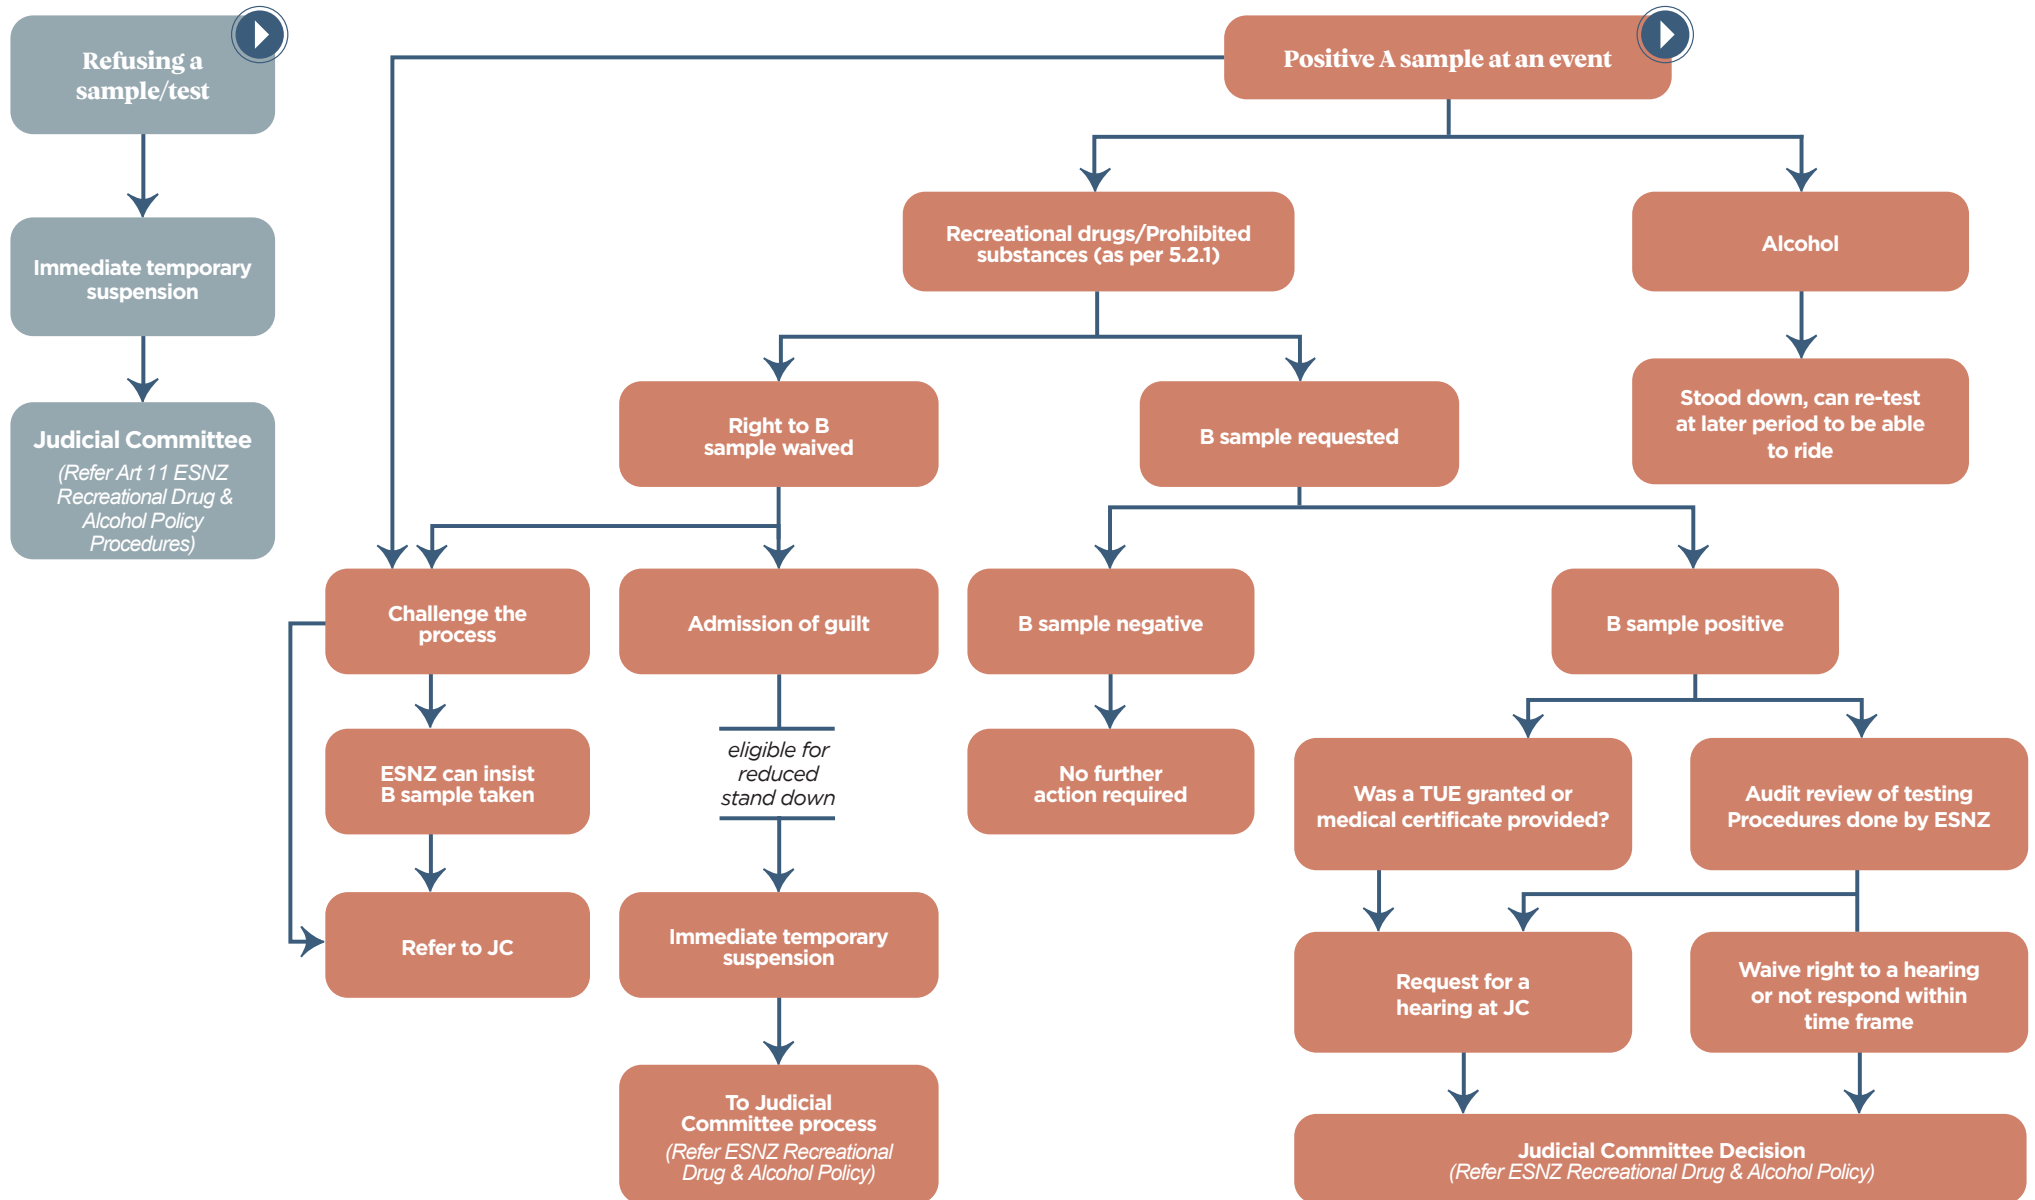 Refusing a
sample/test
Immediate temporary
suspension
Judicial Committee
(Refer Art 11 ESNZ
Recreational Drug &
Alcohol Policy
Procedures)
Positive A sample at an event
Recreational drugs/Prohibited
substances (as per 5.2.1)
Alcohol
Right to B
sample waived
B sample requested
Stood down, can re-test
at later period to be able
to ride
Challenge the
process
Admission of guilt
B sample negative
B sample positive
ESNZ can insist
B sample taken
eligible for
reduced
stand down
No further
action required
Was a TUE granted or
medical certificate provided?
Audit review of testing
Procedures done by ESNZ
Refer to JC
Immediate temporary
suspension
Request for a
hearing at JC
Waive right to a hearing
or not respond within
time frame
To Judicial
Committee process
(Refer ESNZ Recreational
Drug & Alcohol Policy)
Judicial Committee Decision
(Refer ESNZ Recreational Drug & Alcohol Policy)